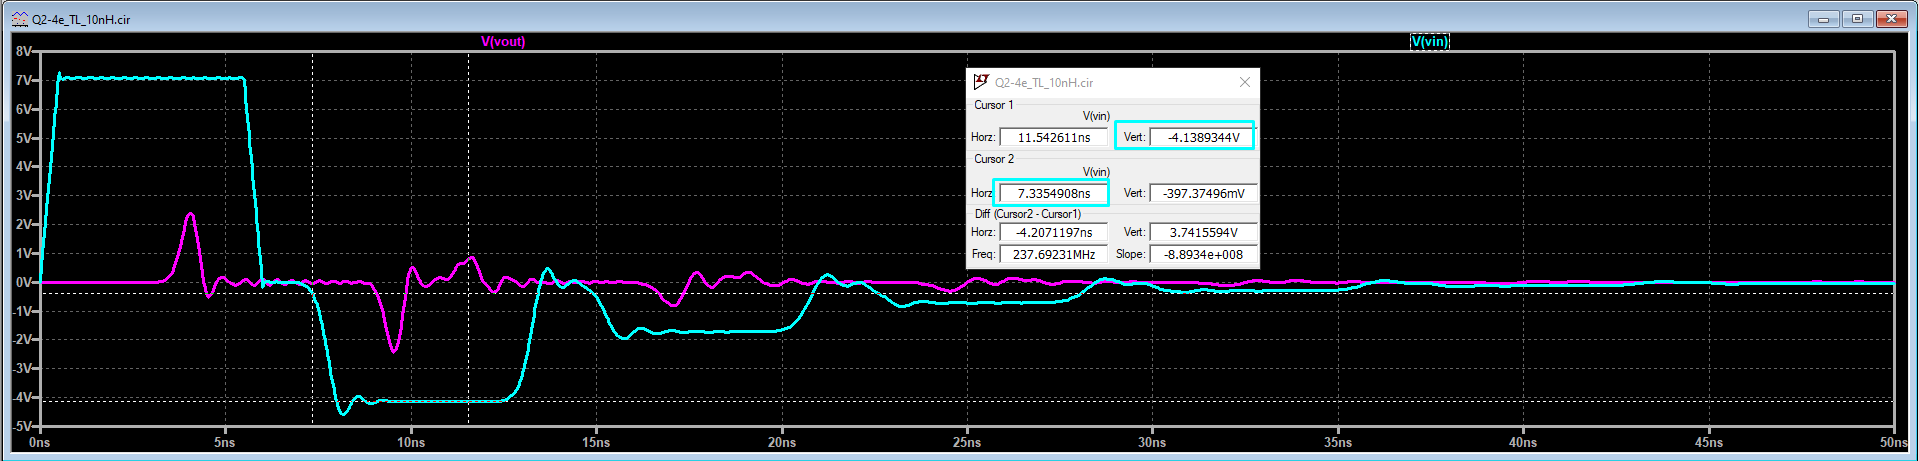 Q2-4e_TL_10nH.cir
V(vout)
V(vin)
8V
7V
6V
5V
4V
3V
2V
1V
0V
-1V
-2V
-3V
-4V
-5V
0ns
5ns
10ns
15ns
20ns
25ns
30ns
35ns
40ns
45ns
50ns
Q2-4e_TL_10nH.cir
Cursor 1
V(vin)
Horz: 11.542611ns Vert: -4.1389344V
Cursor 2
V(vin)
Horz 7.3354908ns Vert: -397.37496mV
Diff (Cursor2 - Cursor1)
Horz: -4.2071197ns Vert: 3.7415594V
Freq: 237.69231MHz Slope: -8.8934e+008